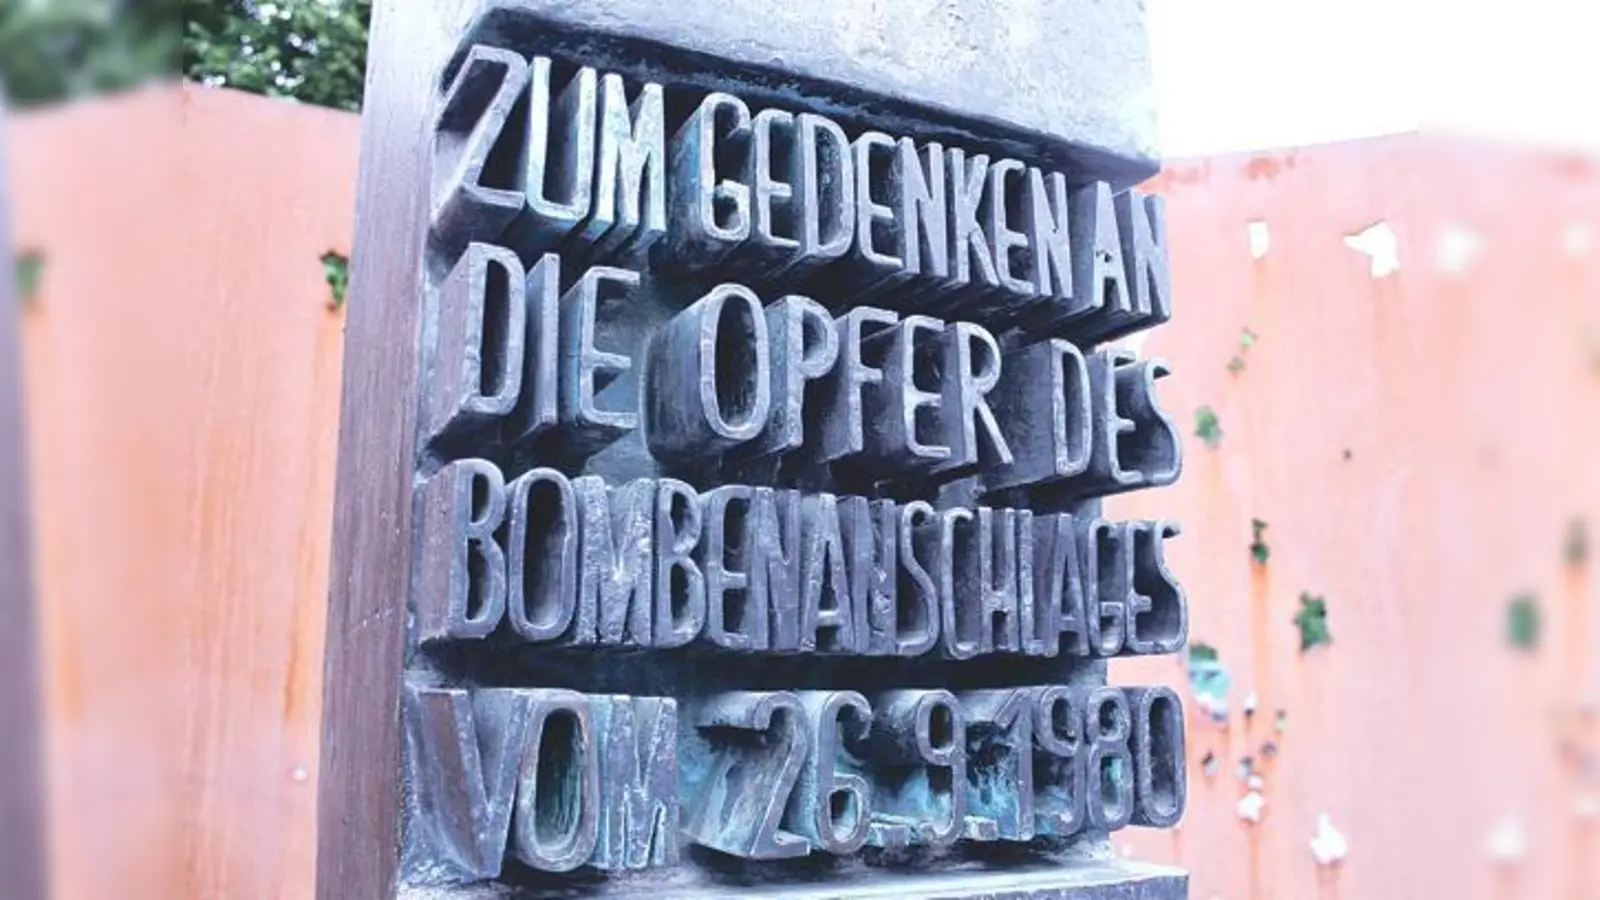 ZUM GEDENKEN AN
DIE OPFER DES
BOMBENANSCHLAGES
VOM 26.9.1980